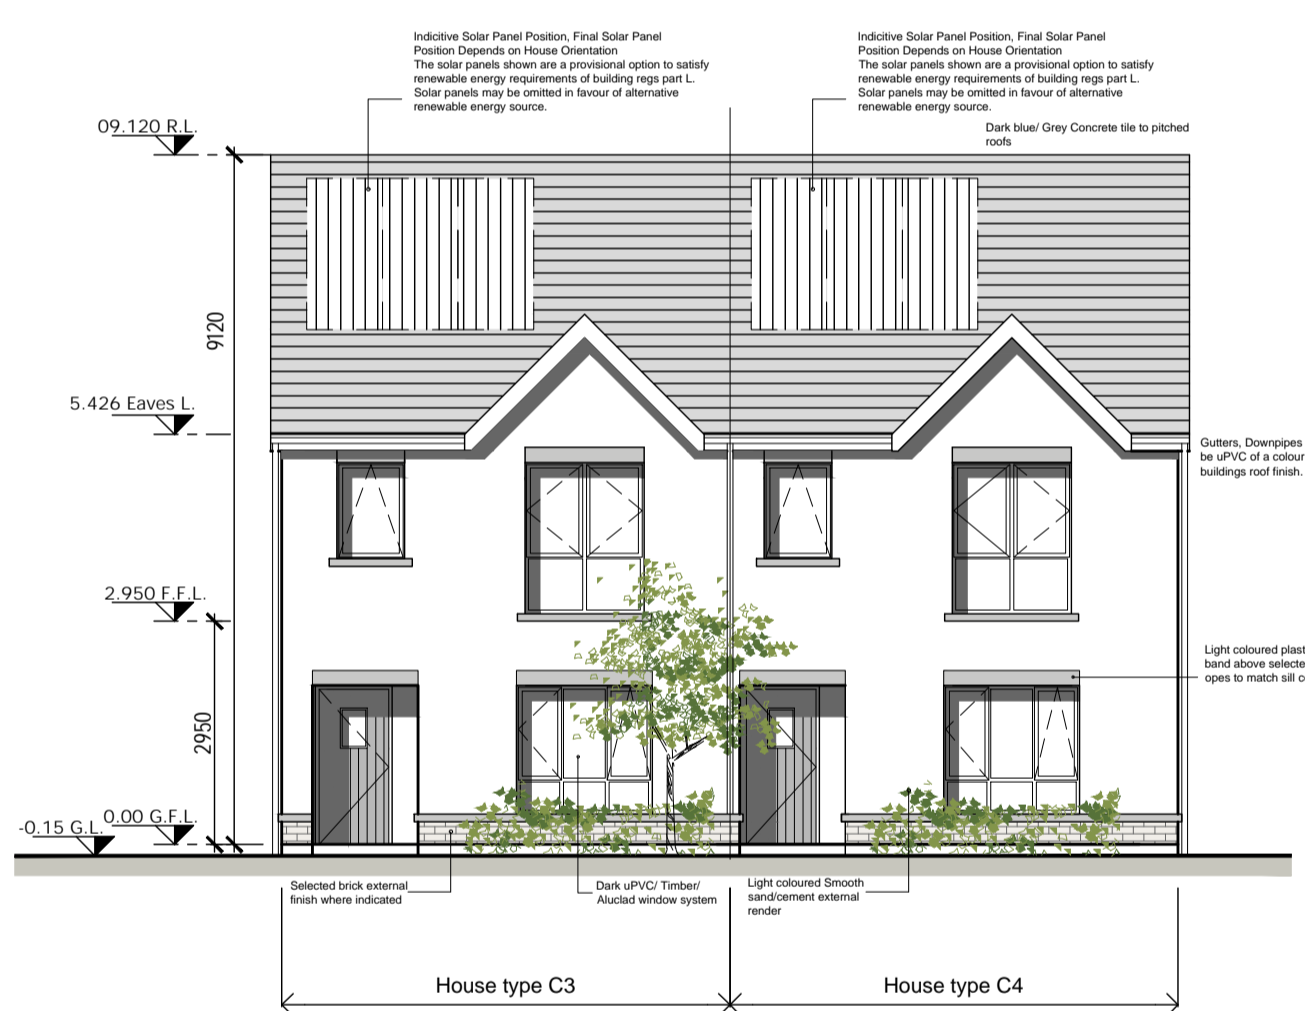 Indicitive Solar Panel Position, Final Solar Panel
Position Depends on House Orientation
The solar panels shown are a provisional option to satisfy
renewable energy requirements of building regs part L.
Solar panels may be omitted in favour of alternative
renewable energy source.
Indicitive Solar Panel Position, Final Solar Panel
Position Depends on House Orientation
The solar panels shown are a provisional option to satisfy
renewable energy requirements of building regs part L.
Solar panels may be omitted in favour of alternative
renewable energy source.
09.120 R.L.
Dark blue/ Grey Concrete tile to pitched
roofs
9120
5.426 Eaves L.
Gutters, Downpipes
be uPVC of a colour
buildings roof finish.
2.950 F.F.L.
Light coloured plast
band above selecte
opes to match sill c
2950
0.00 G.F.L.
-0.15 G.L.
Selected brick external
finish where indicated
Dark uPVC/ Timber/
Aluclad window system
Light coloured Smooth
sand/cement external
render
House type C3
House type C4